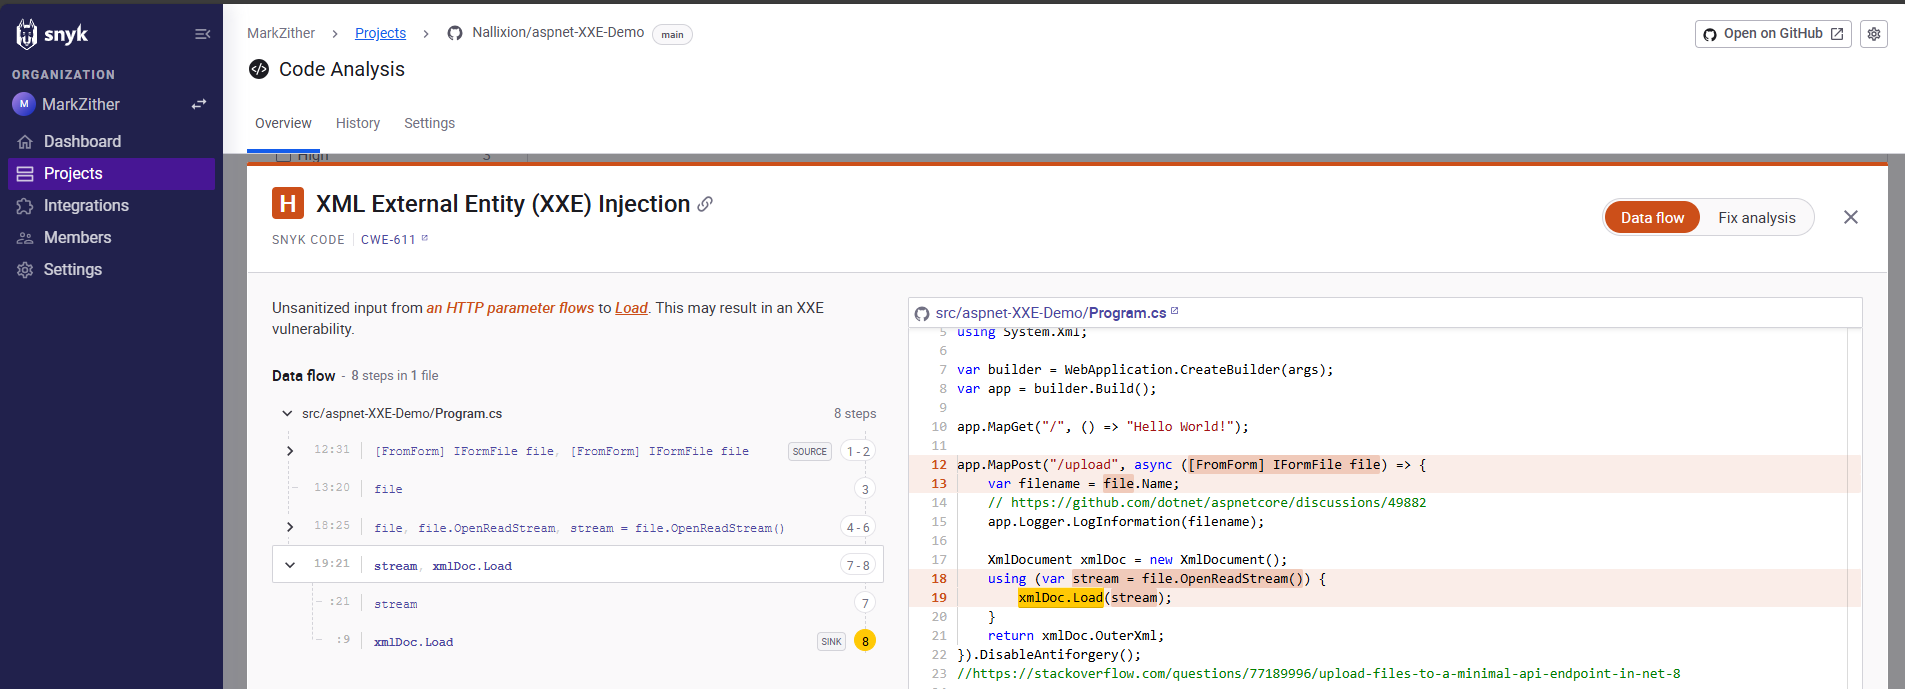 snyk
ORGANIZATION
M MarkZither
Dashboard
Projects
Integrations
Members
Settings
MarkZither > Projects > Nallixion/aspnet-XXE-Demo main
Open on GitHub
Code Analysis
Overview History Settings
High 3
H XML External Entity (XXE) Injection
SNYK CODE CWE-611
Data flow Fix analysis
Unsanitized input from an HTTP parameter flows to Load. This may result in an XXE
vulnerability.
Data flow - 8 steps in 1 file
src/aspnet-XXE-Demo/Program.cs 8 steps
12:31 [FromForm] IFormFile file, [FromForm] IFormFile file SOURCE 1 - 2
13:20 file 3
18:25 file, file.OpenReadStream, stream = file.OpenReadStream() 4 - 6
19:21 stream, xmlDoc.Load 7 - 8
:21 stream 7
:9 xmlDoc.Load SINK 8
src/aspnet-XXE-Demo/Program.cs
5 using System.Xml;
6
7 var builder = WebApplication.CreateBuilder(args);
8 var app = builder.Build();
9
10 app.MapGet("/", () => "Hello World!");
11
12 app.MapPost("/upload", async ([FromForm] IFormFile file) => {
13 var filename = file.Name;
14 // https://github.com/dotnet/aspnetcore/discussions/49882
15 app.Logger.LogInformation(filename);
16
17 XmlDocument xmlDoc = new XmlDocument();
18 using (var stream = file.OpenReadStream()) {
19 xmlDoc.Load(stream);
20 }
21 return xmlDoc.OuterXml;
22 }).DisableAntiforgery();
23 //https://stackoverflow.com/questions/77189996/upload-files-to-a-minimal-api-endpoint-in-net-8